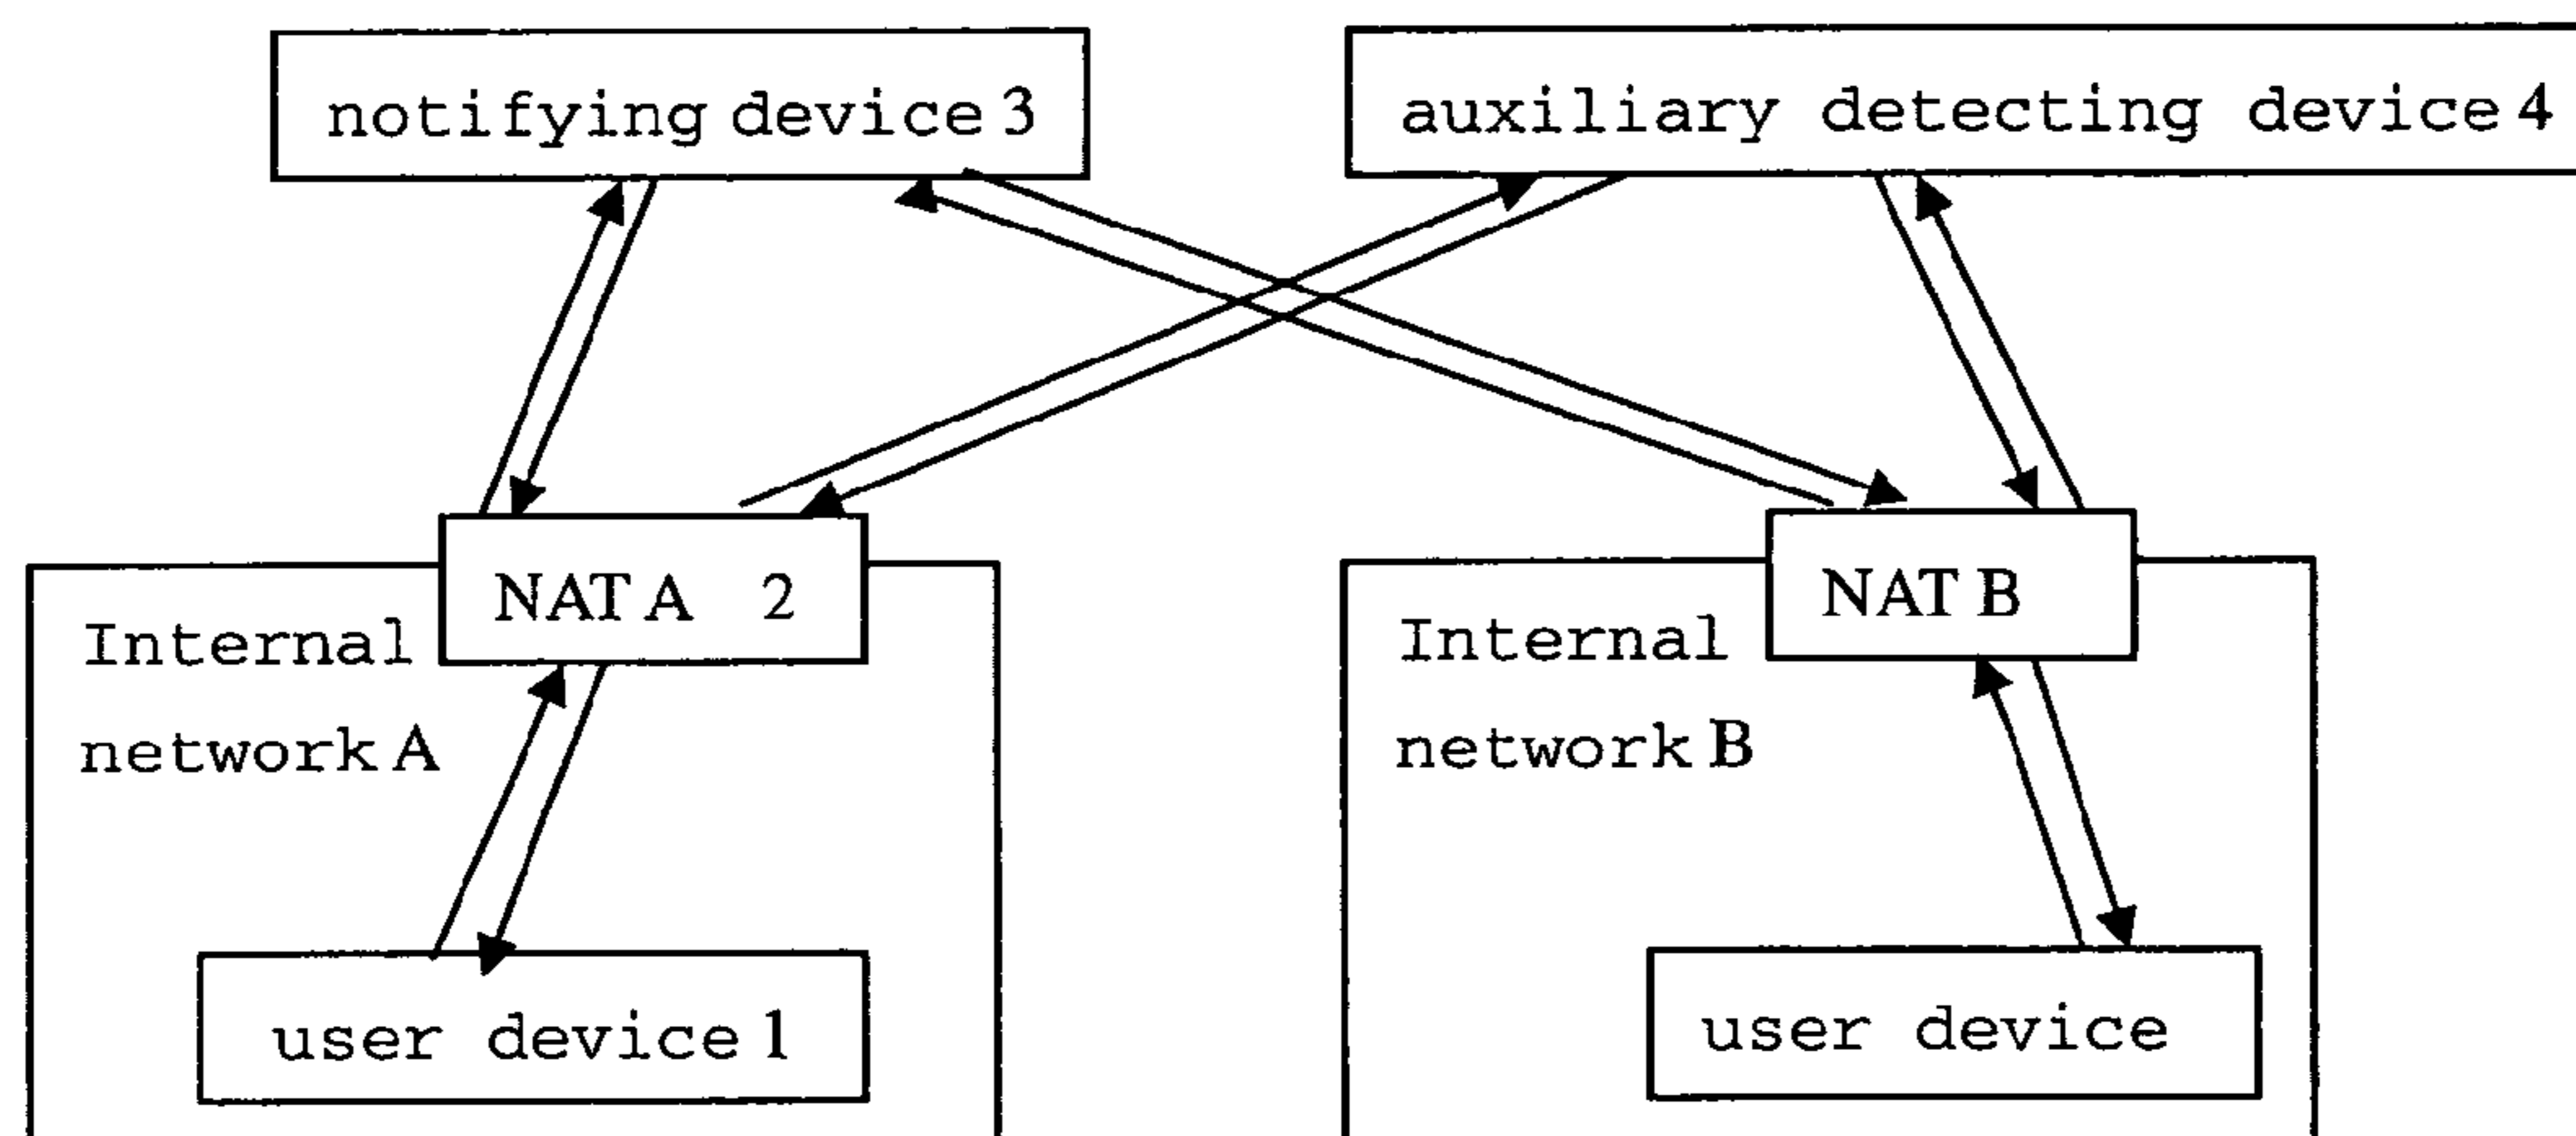 notifying device 3
auxiliary detecting device 4
NAT A 2
Internal
network A
NAT B
Internal
network B
user device 1
user device